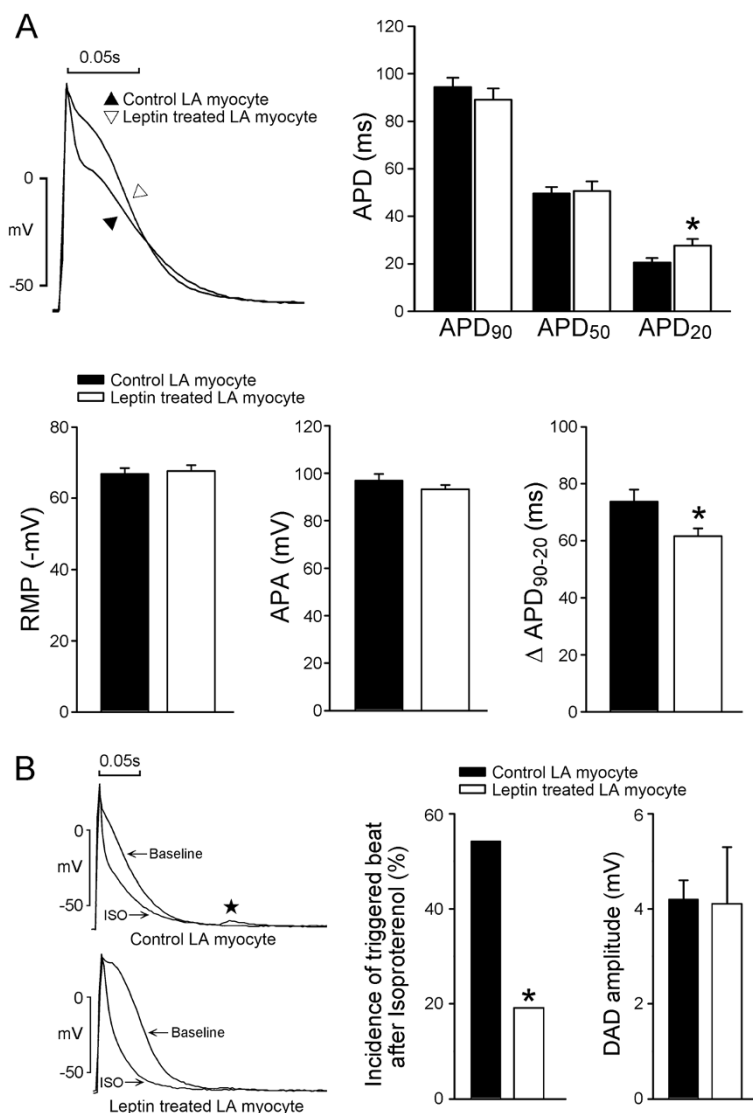 A
0.05s
▲ Control LA myocyte
▽ Leptin treated LA myocyte
0
mV
-50
APD (ms)
120
100
80
60
40
20
0
*
APD90 APD50 APD20
Control LA myocyte
Leptin treated LA myocyte
RMP (-mV)
80
60
40
20
0
APA (mV)
120
100
80
60
40
20
0
Δ APD90-20 (ms)
100
80
60
40
20
0
*
B
0.05s
0
mV
-50
Baseline
ISO
★
Control LA myocyte
0
mV
-50
Baseline
ISO
Leptin treated LA myocyte
Control LA myocyte
Leptin treated LA myocyte
Incidence of triggered beat
after Isoproterenol (%)
60
40
20
0
*
DAD amplitude (mV)
6
4
2
0